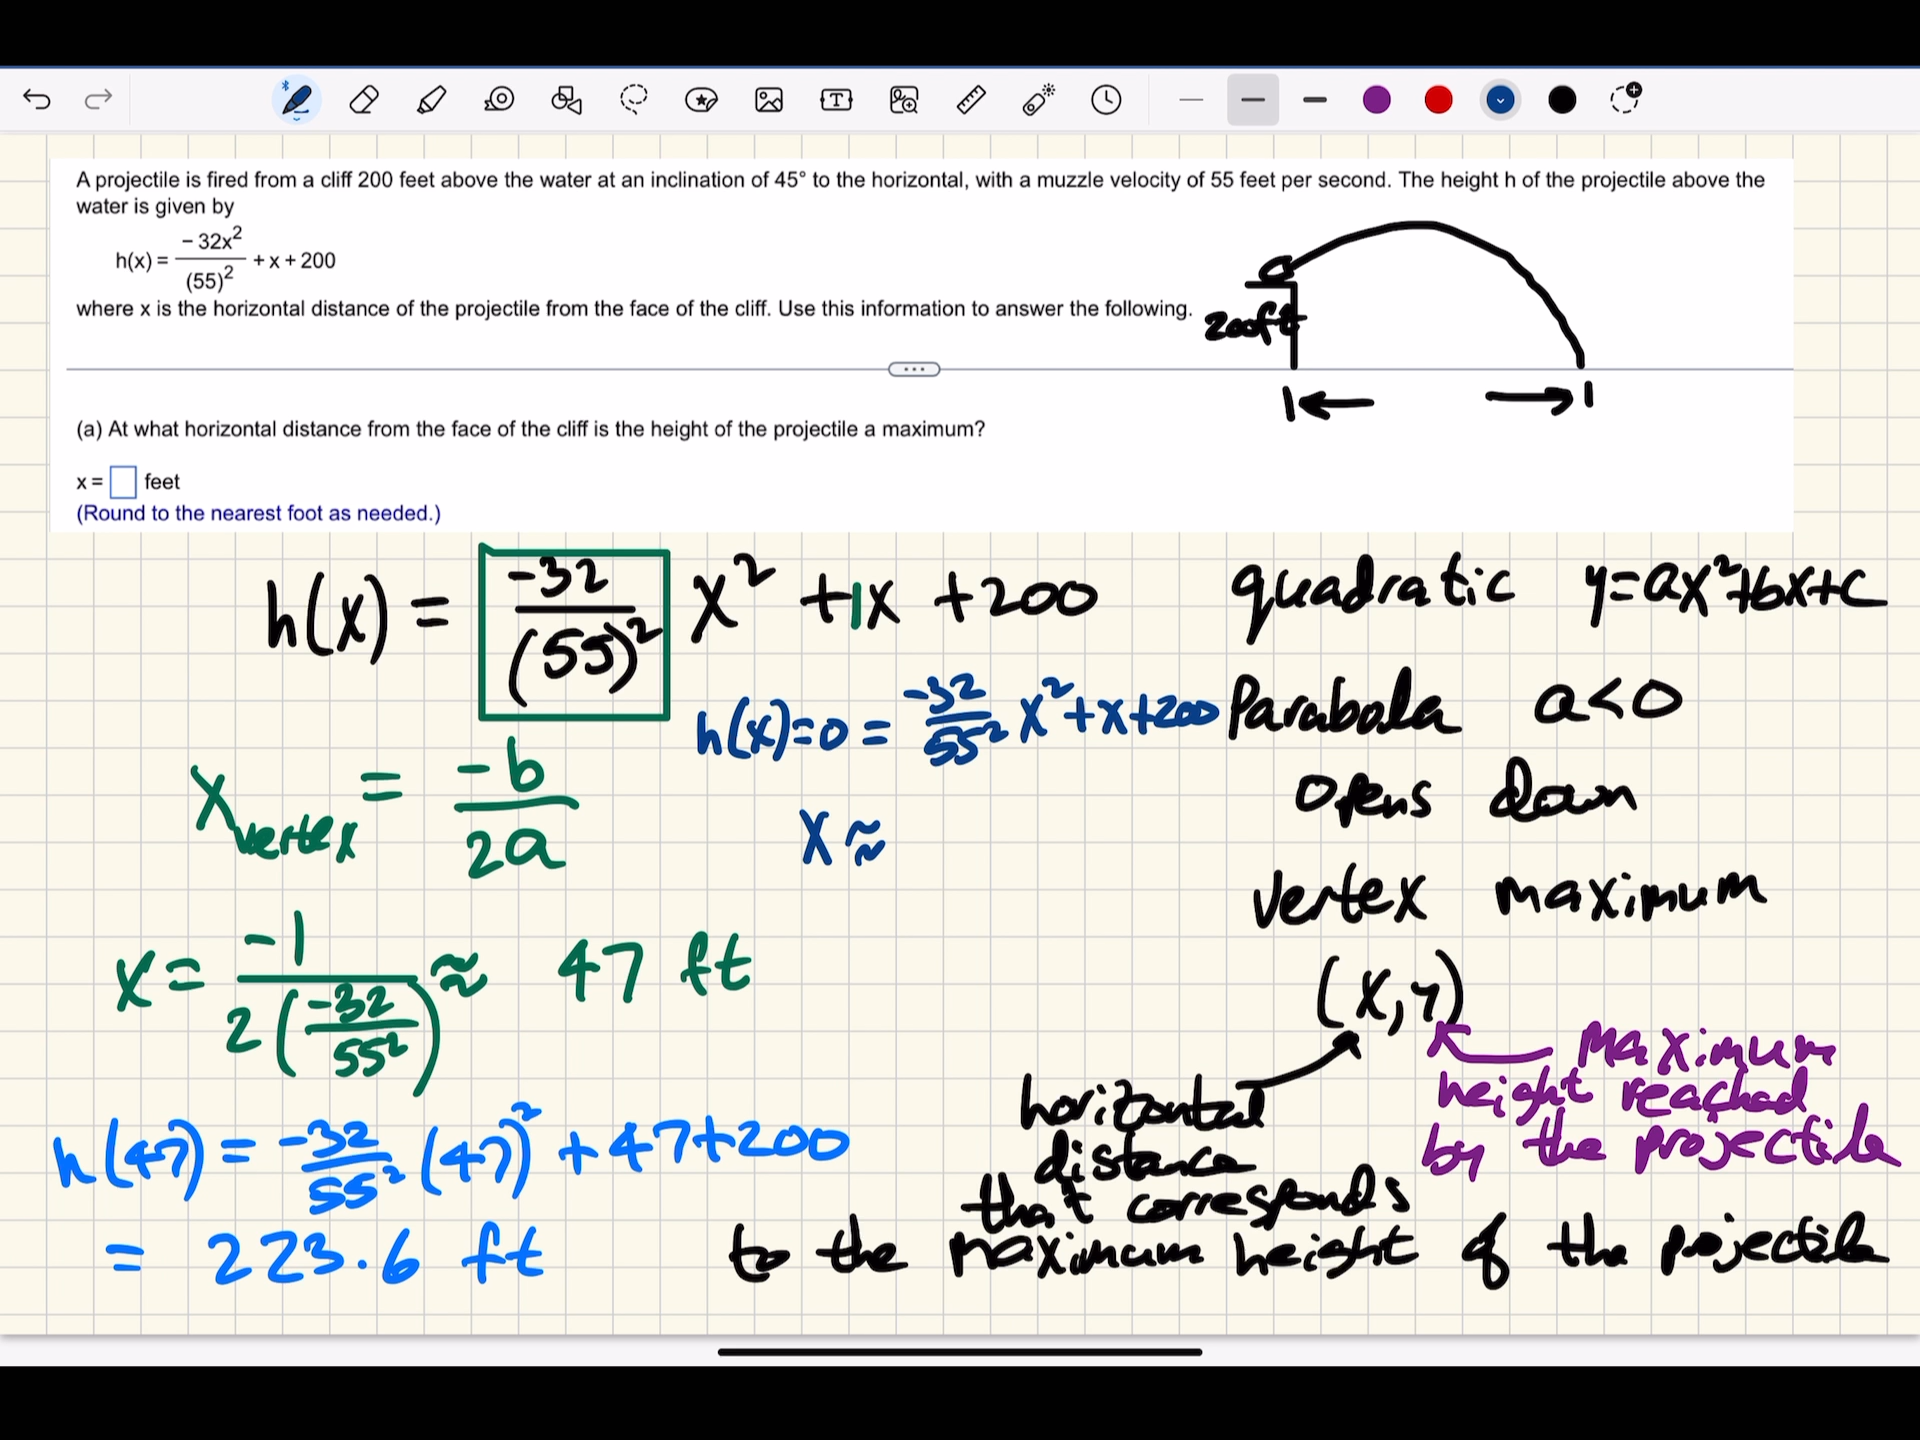 A projectile is fired from a cliff 200 feet above the water at an inclination of 45° to the horizontal, with a muzzle velocity of 55 feet per second. The height h of the projectile above the
water is given by
h(x) = -32x²/(55)² + x + 200
where x is the horizontal distance of the projectile from the face of the cliff. Use this information to answer the following.
200ft
(a) At what horizontal distance from the face of the cliff is the height of the projectile a maximum?
x = feet
(Round to the nearest foot as needed.)
h(x) = -32/(55)² x² + 1x + 200
quadratic y=ax²+bx+c
h(x)=0 = -32/55² x²+x+200
Parabola a<0
opens down
x vertex = -b/2a
x ≈
vertex maximum
x = -1/2(-32/55²) ≈ 47 ft
(x,y)
maximum
height reached
by the projectile
horizontal
distance
that corresponds
to the maximum height of the projectile
h(47) = -32/55² (47)² + 47+200
= 223.6 ft